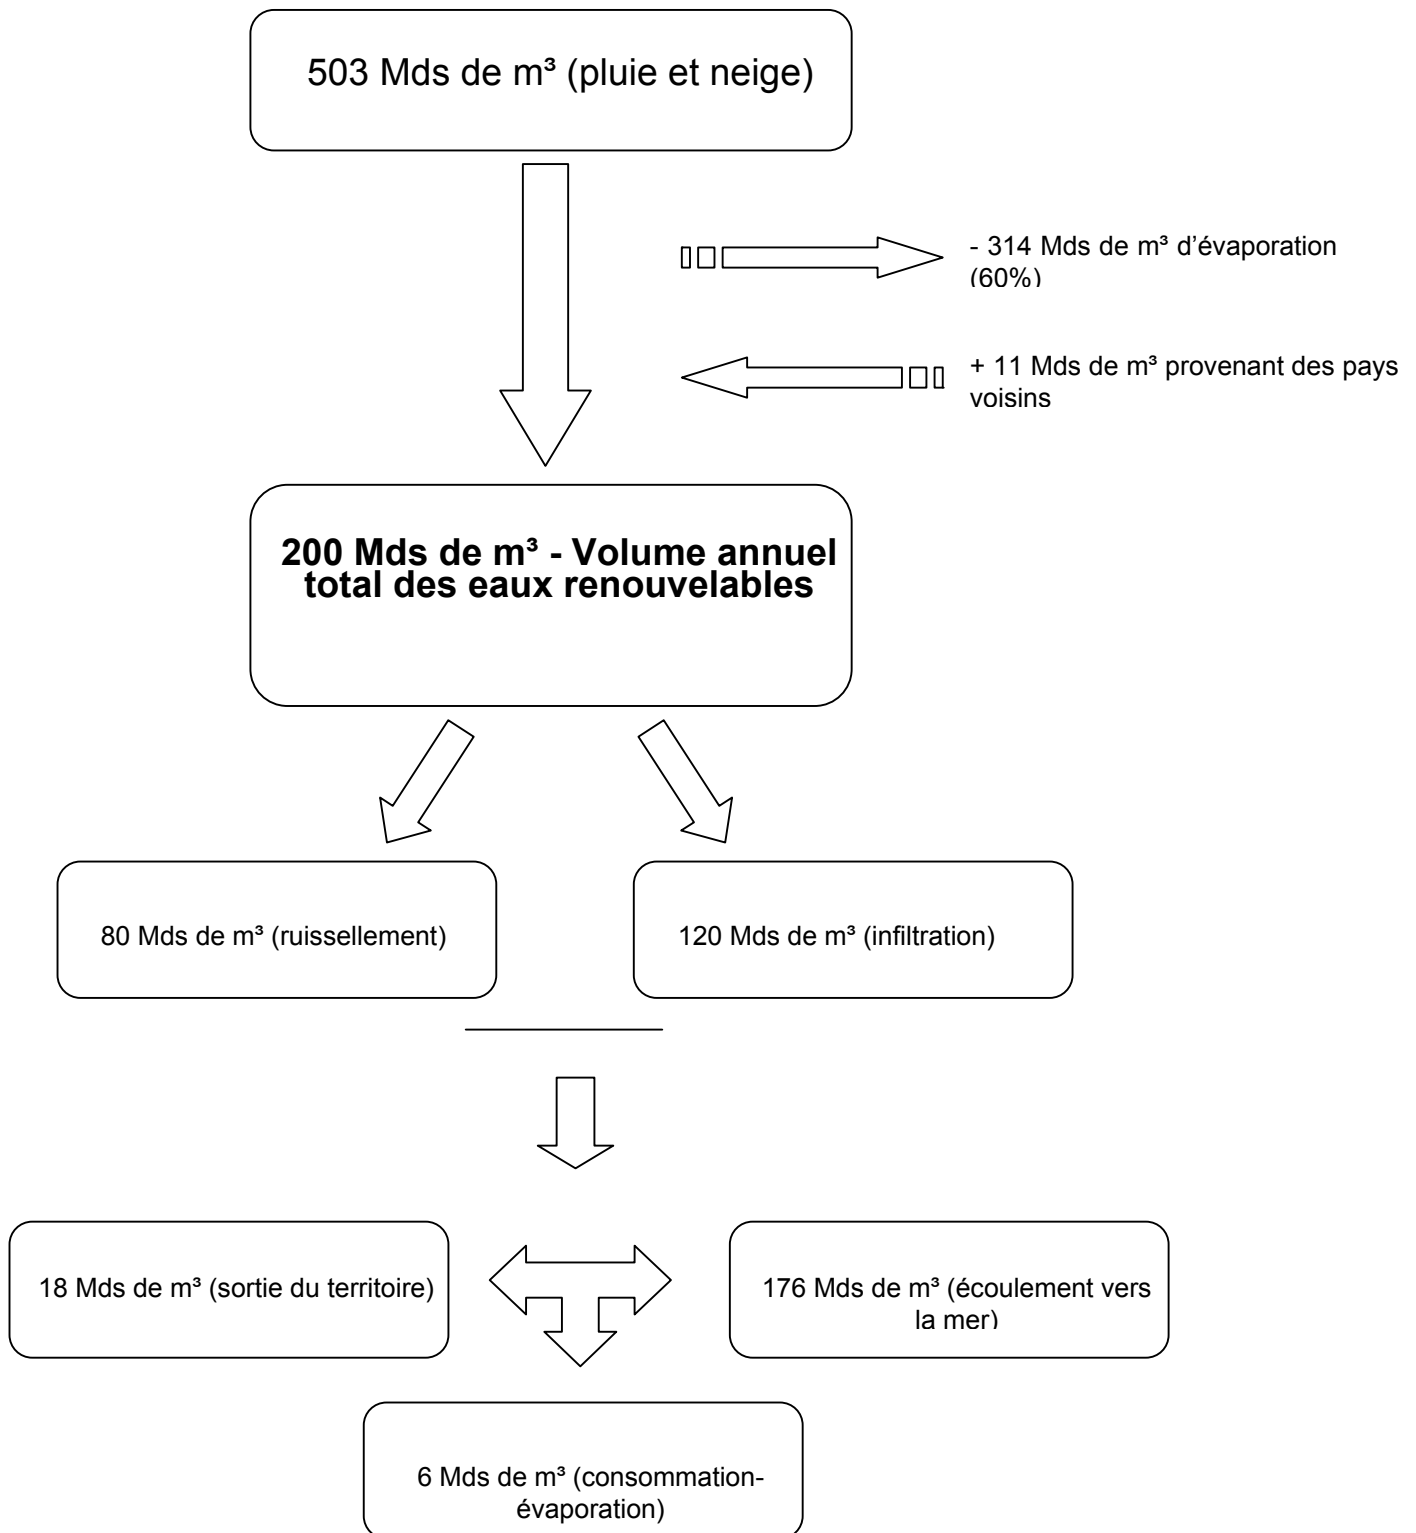 503 Mds de m³ (pluie et neige)
- 314 Mds de m³ d’évaporation
(60%)
+ 11 Mds de m³ provenant des pays
voisins
200 Mds de m³ - Volume annuel
total des eaux renouvelables
80 Mds de m³ (ruissellement)
120 Mds de m³ (infiltration)
18 Mds de m³ (sortie du territoire)
176 Mds de m³ (écoulement vers
la mer)
6 Mds de m³ (consommation-
évaporation)